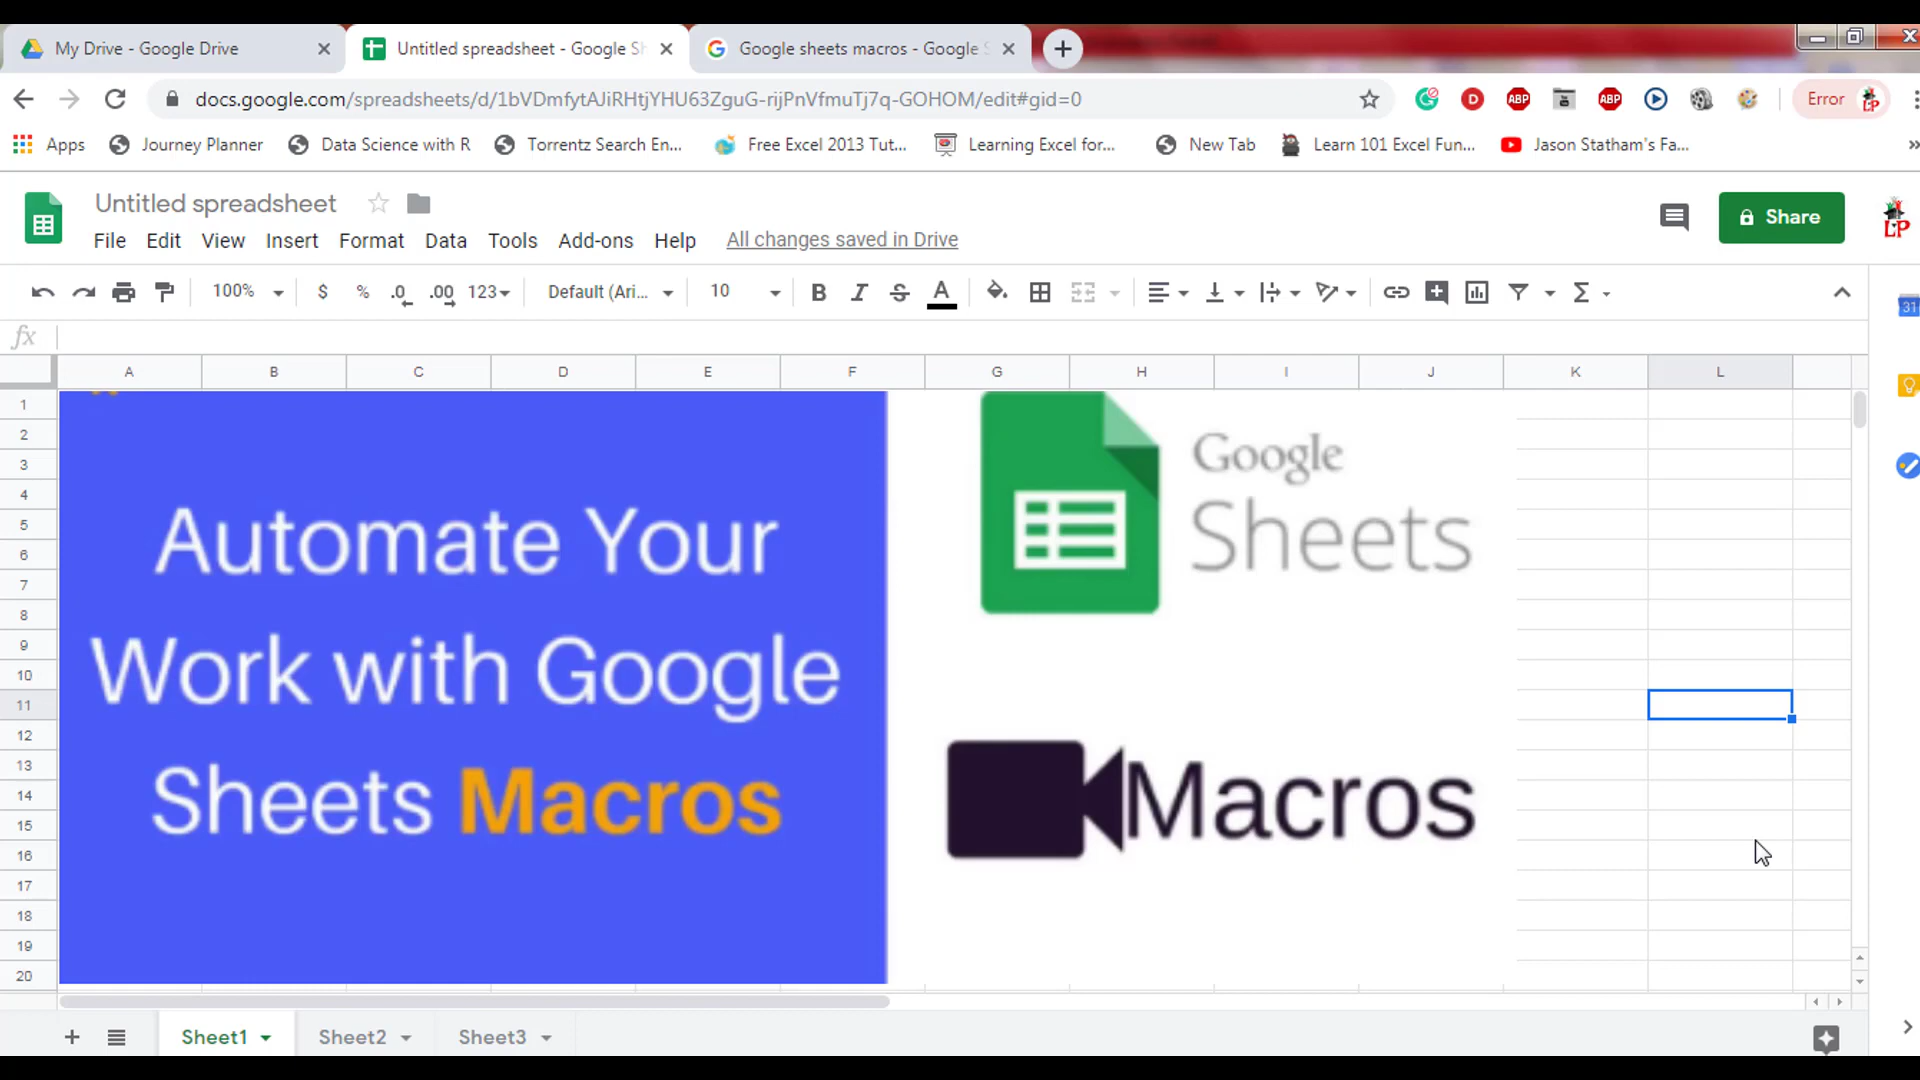 My Drive - Google Drive
Untitled spreadsheet - Google Sh
Google sheets macros - Google S
docs.google.com/spreadsheets/d/1bVDmfytAJiRHtjYHU63ZguG-rijPnVfmuTj7q-GOHOM/edit#gid=0
ABP
ABP
Error
Apps
Journey Planner
Data Science with R
Torrentz Search En...
Free Excel 2013 Tut...
Learning Excel for...
New Tab
Learn 101 Excel Fun...
Jason Statham's Fa...
Untitled spreadsheet
Share
LP
File Edit View Insert Format Data Tools Add-ons Help All changes saved in Drive
100% $ % .0 .00 123 Default (Ari... 10 B I S A Σ
31
fx
A B C D E F G H I J K L
1
2
3
4
5
6
7
8
9
10
11
12
13
14
15
16
17
18
19
20
Automate Your
Work with Google
Sheets Macros
Google
Sheets
Macros
Sheet1 Sheet2 Sheet3